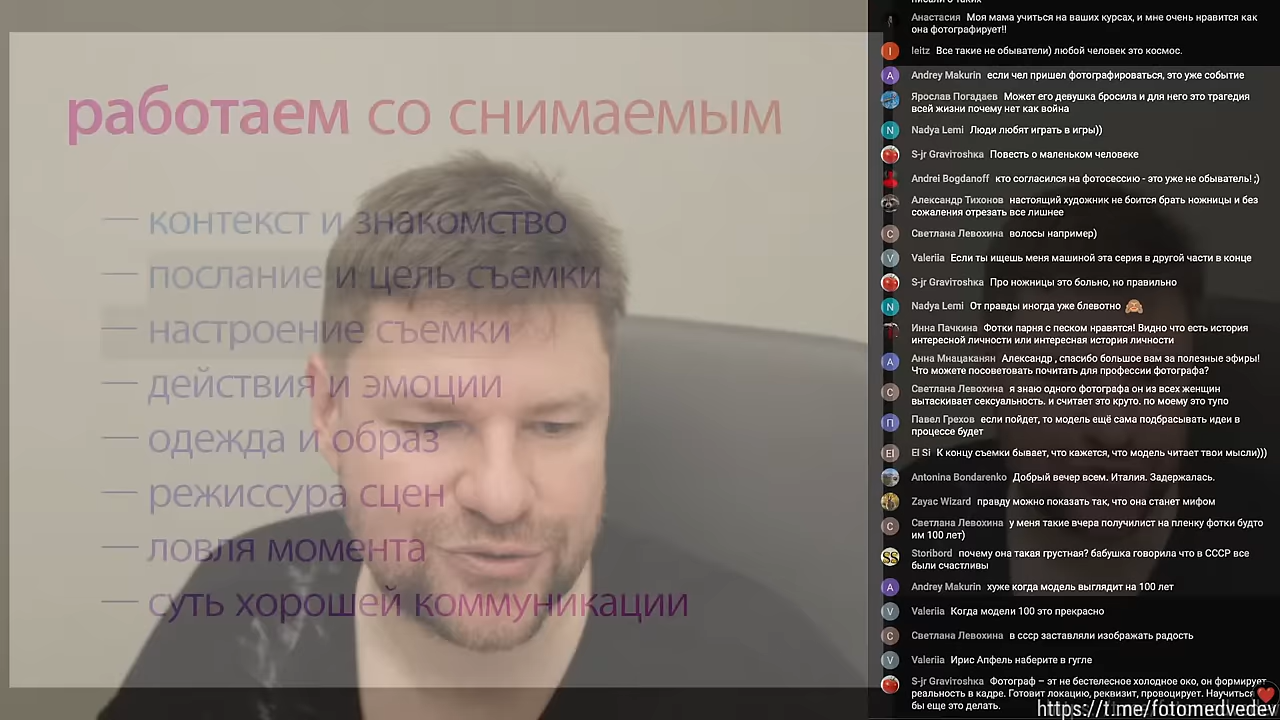 работаем со снимаемым
— контекст и знакомство
— послание и цель съемки
— настроение съемки
— действия и эмоции
— одежда и образ
— режиссура сцен
— ловля момента
— суть хорошей коммуникации
писали о таких
Анастасия Моя мама учиться на ваших курсах, и мне очень нравится как
она фотографирует!!
I
leitz Все такие не обыватели) любой человек это космос.
A
Andrey Makurin если чел пришел фотографироваться, это уже событие
Ярослав Погадаев Может его девушка бросила и для него это трагедия
всей жизни почему нет как война
N
Nadya Lemi Люди любят играть в игры))
S-jr Graviтоshка Повесть о маленьком человеке
Andrei Bogdanoff кто согласился на фотосессию - это уже не обыватель! ;)
Александр Тихонов настоящий художник не боится брать ножницы и без
сожаления отрезать все лишнее
С
Светлана Левохина волосы например)
V
Valeriia Если ты ищешь меня машиной эта серия в другой части в конце
S-jr Graviтоshка Про ножницы это больно, но правильно
N
Nadya Lemi От правды иногда уже блевотно 🙈
Инна Пачкина Фотки парня с песком нравятся! Видно что есть история
интересной личности или интересная история личности
А
Анна Мнацаканян Александр , спасибо большое вам за полезные эфиры!
Что можете посоветовать почитать для профессии фотографа?
С
Светлана Левохина я знаю одного фотографа он из всех женщин
вытаскивает сексуальность. и считает это круто. по моему это тупо
П
Павел Грехов если пойдет, то модель ещё сама подбрасывать идеи в
процессе будет
El
El Si К концу съемки бывает, что кажется, что модель читает твои мысли)))
Antonina Bondarenko Добрый вечер всем. Италия. Задержалась.
Zayac Wizard правду можно показать так, что она станет мифом
С
Светлана Левохина у меня такие вчера получилист на пленку фотки будто
им 100 лет)
SS
Storibord почему она такая грустная? бабушка говорила что в СССР все
были счастливы
A
Andrey Makurin хуже когда модель выглядит на 100 лет
V
Valeriia Когда модели 100 это прекрасно
С
Светлана Левохина в ссср заставляли изображать радость
V
Valeriia Ирис Апфель наберите в гугле
S-jr Graviтоshка Фотограф – эт не бестелесное холодное око, он формирует
реальность в кадре. Готовит локацию, реквизит, провоцирует. Научиться
бы еще это делать.
https://t.me/fotomedvedev